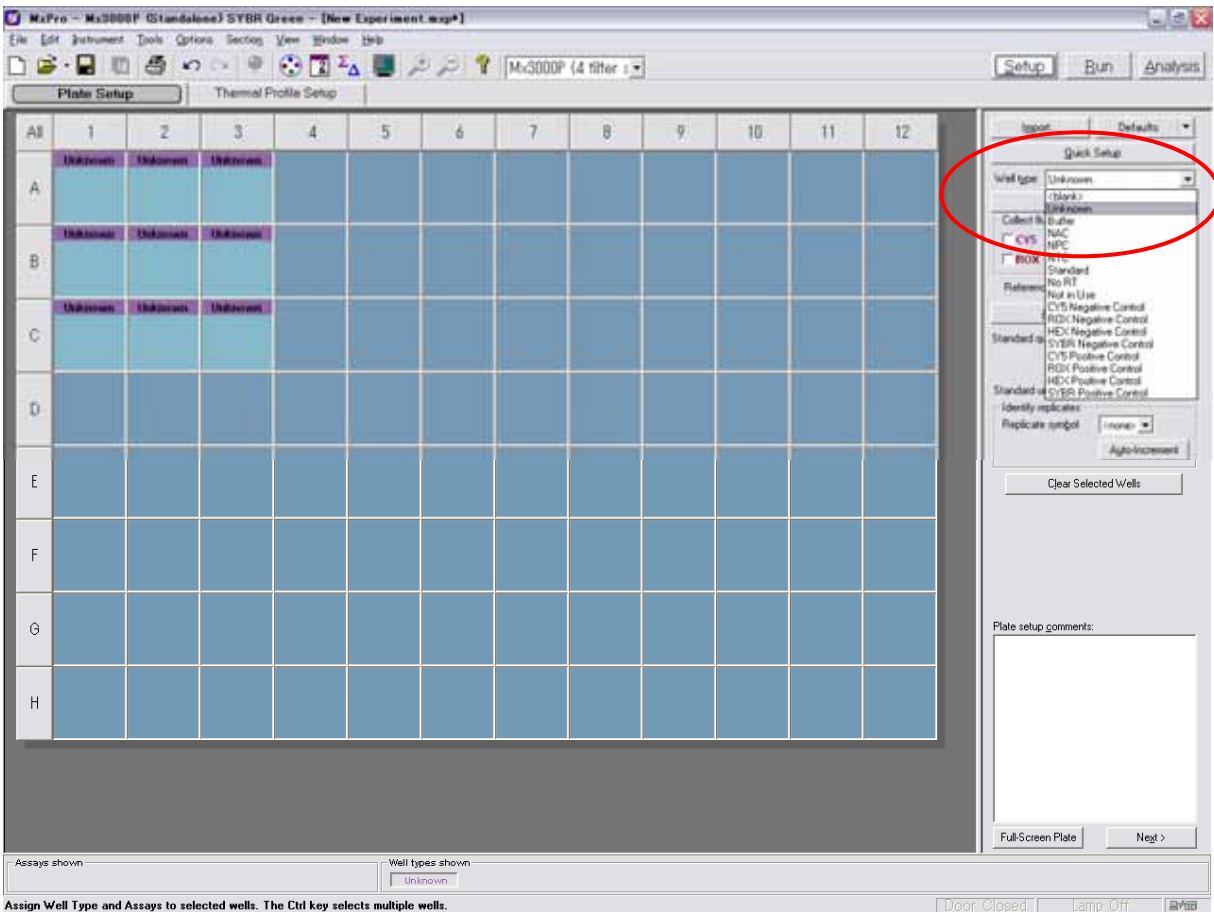 MxPro - Mx3000P (Standalone) SYBR Green - [New Experiment.mxp*]
File Edit Instrument Tools Options Section View Window Help
Mx3000P (4 filter s
Setup Run Analysis
Plate Setup Thermal Profile Setup
All 1 2 3 4 5 6 7 8 9 10 11 12
Unknown Unknown Unknown
A
Unknown Unknown Unknown
B
Unknown Unknown Unknown
C
D
E
F
G
H
Import Defaults
Quick Setup
Well type Unknown
<blank>
Unknown
Buffer
NAC
NPC
NTC
Standard
No RT
Not in Use
CY5 Negative Control
ROX Negative Control
HEX Negative Control
SYBR Negative Control
CY5 Positive Control
ROX Positive Control
HEX Positive Control
SYBR Positive Control
Collect
CY5
ROX
Standard
Standard
Identify replicates
Replicate symbol <none>
Auto-Increment
Clear Selected Wells
Plate setup comments:
Full-Screen Plate Next >
Assays shown Well types shown
Unknown
Assign Well Type and Assays to selected wells. The Ctrl key selects multiple wells.
Door Closed Lamp Off